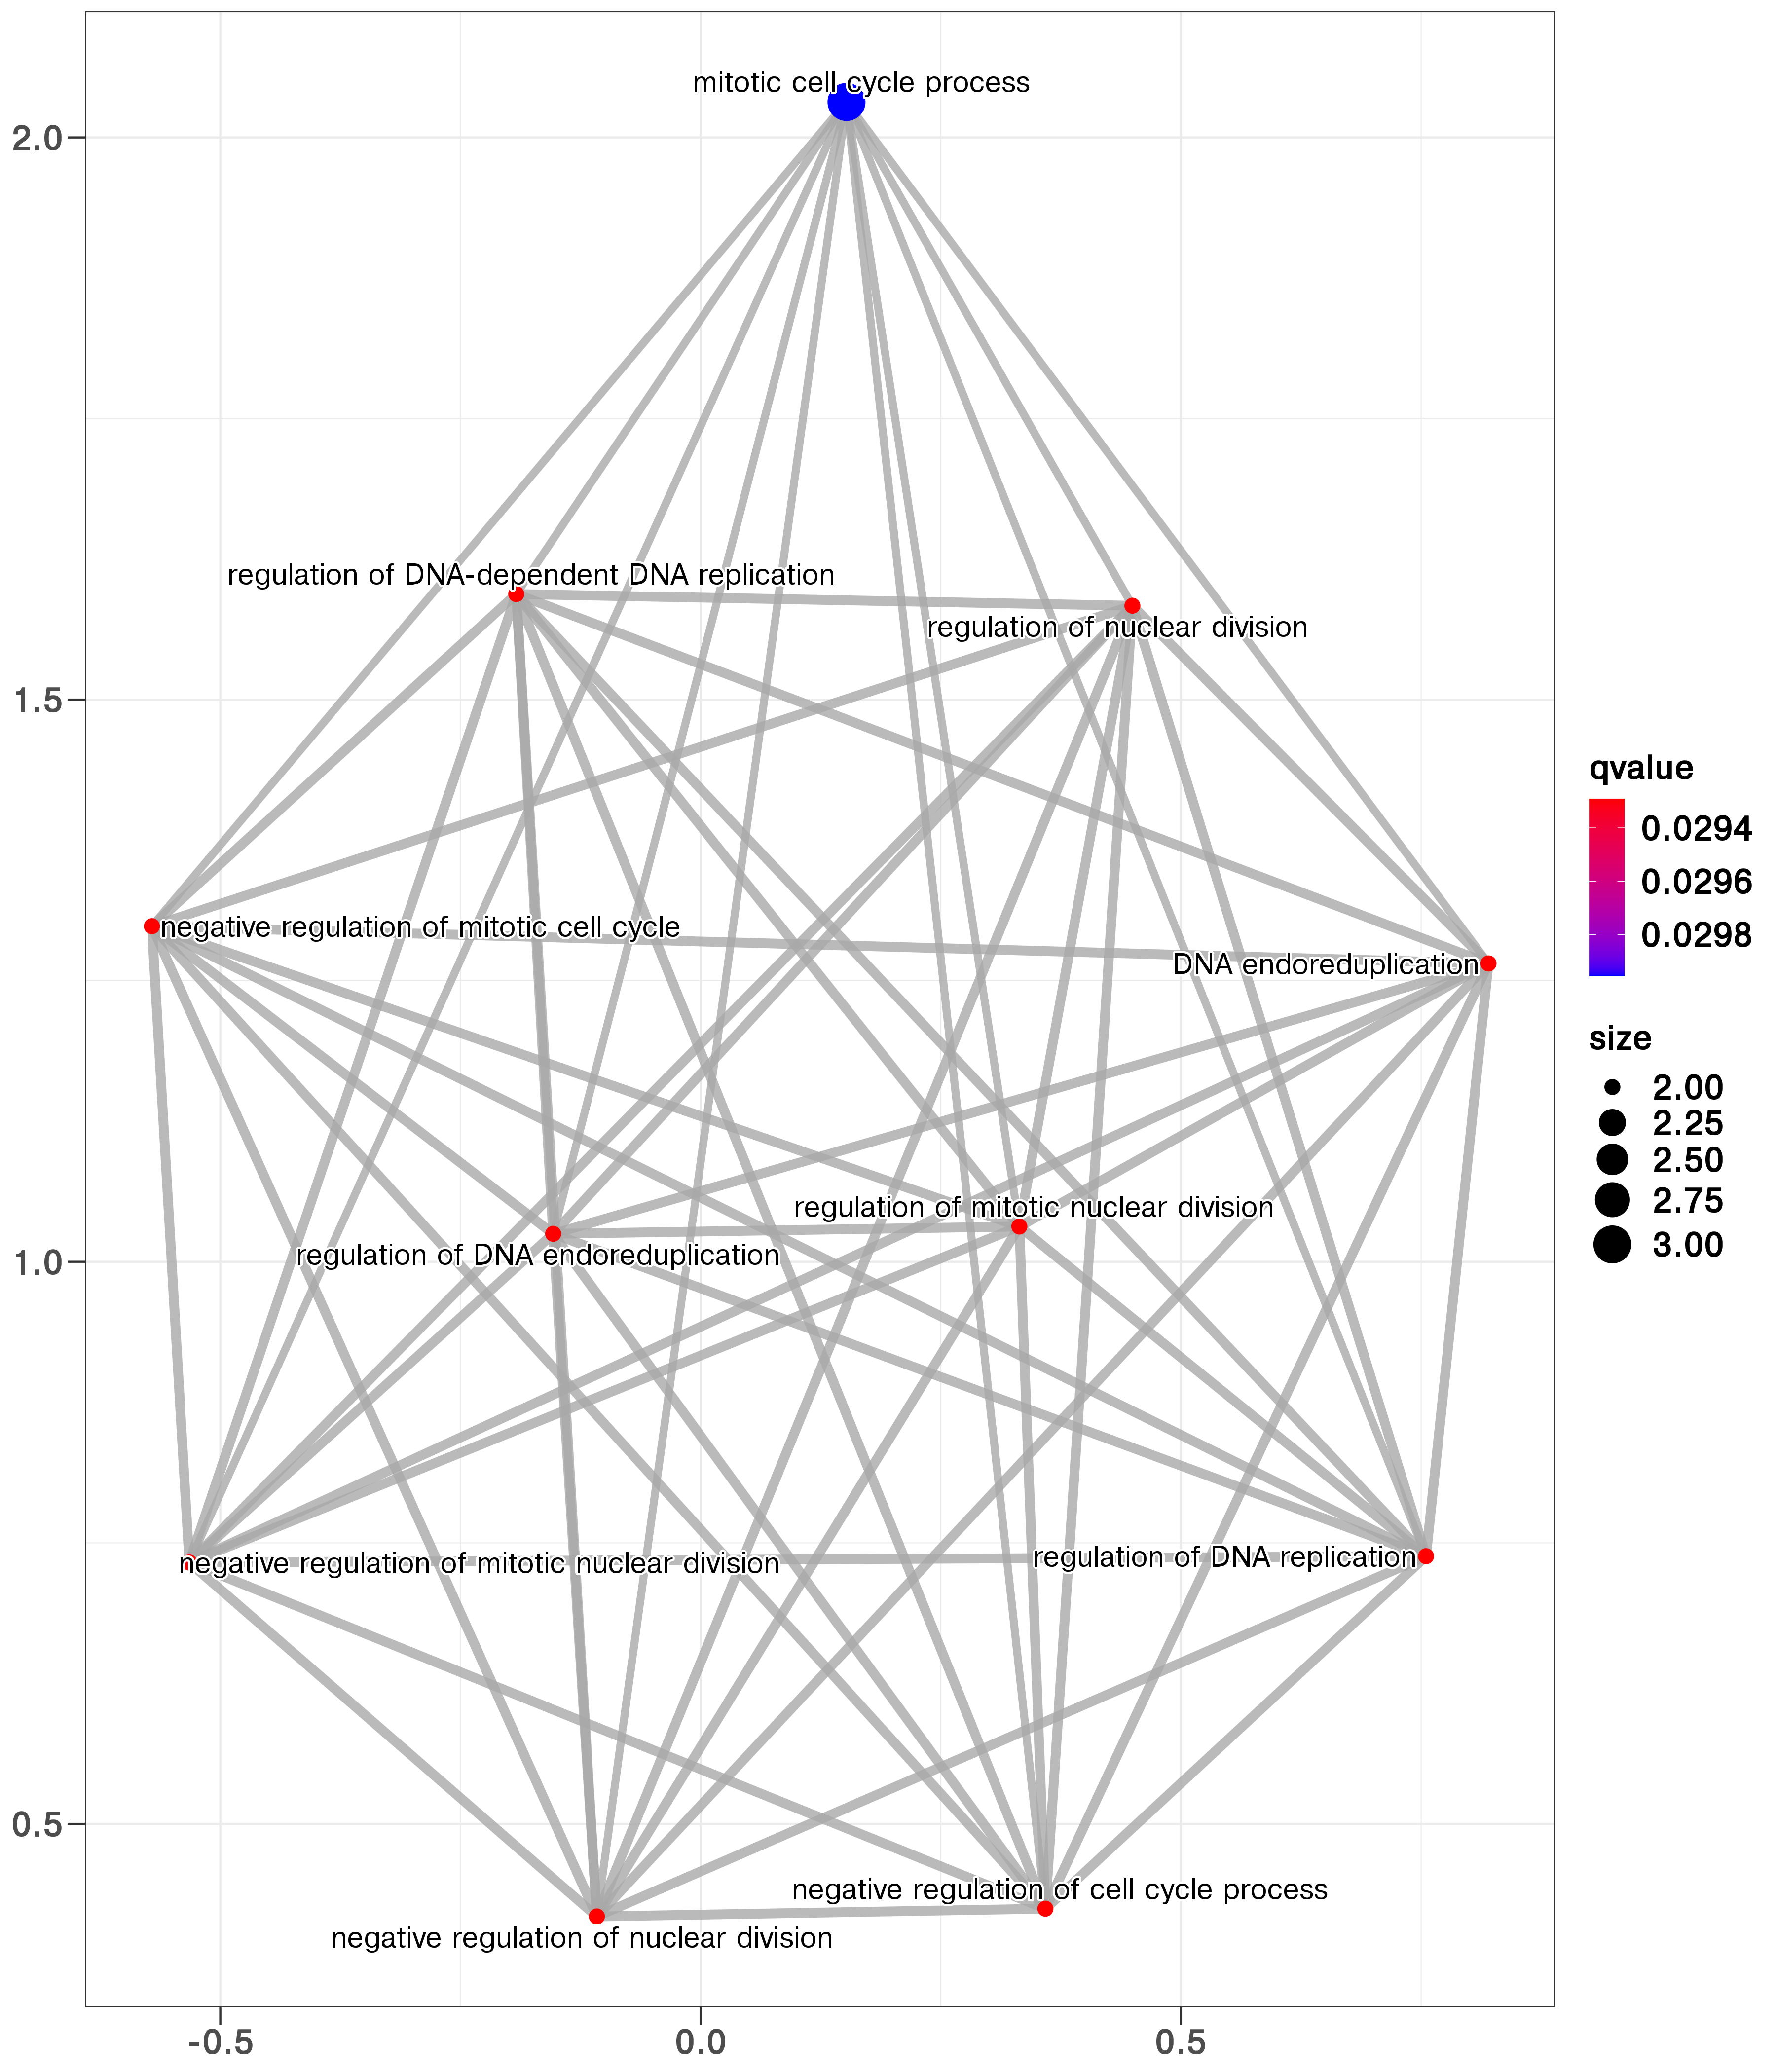 mitotic cell cycle process
2.0
regulation of DNA-dependent DNA replication
regulation of nuclear division
1.5
qvalue
0.0294
0.0296
0.0298
negative regulation of mitotic cell cycle
DNA endoreduplication
size
2.00
2.25
2.50
2.75
3.00
regulation of mitotic nuclear division
regulation of DNA endoreduplication
1.0
negative regulation of mitotic nuclear division
regulation of DNA replication
0.5
negative regulation of cell cycle process
negative regulation of nuclear division
-0.5
0.0
0.5